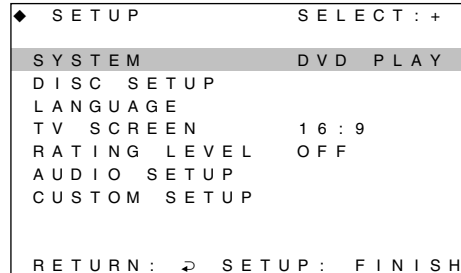 ◆ SETUP SELECT:+
SYSTEM DVD PLAY
DISC SETUP
LANGUAGE
TV SCREEN 16:9
RATING LEVEL OFF
AUDIO SETUP
CUSTOM SETUP
RETURN: ⮌ SETUP: FINISH